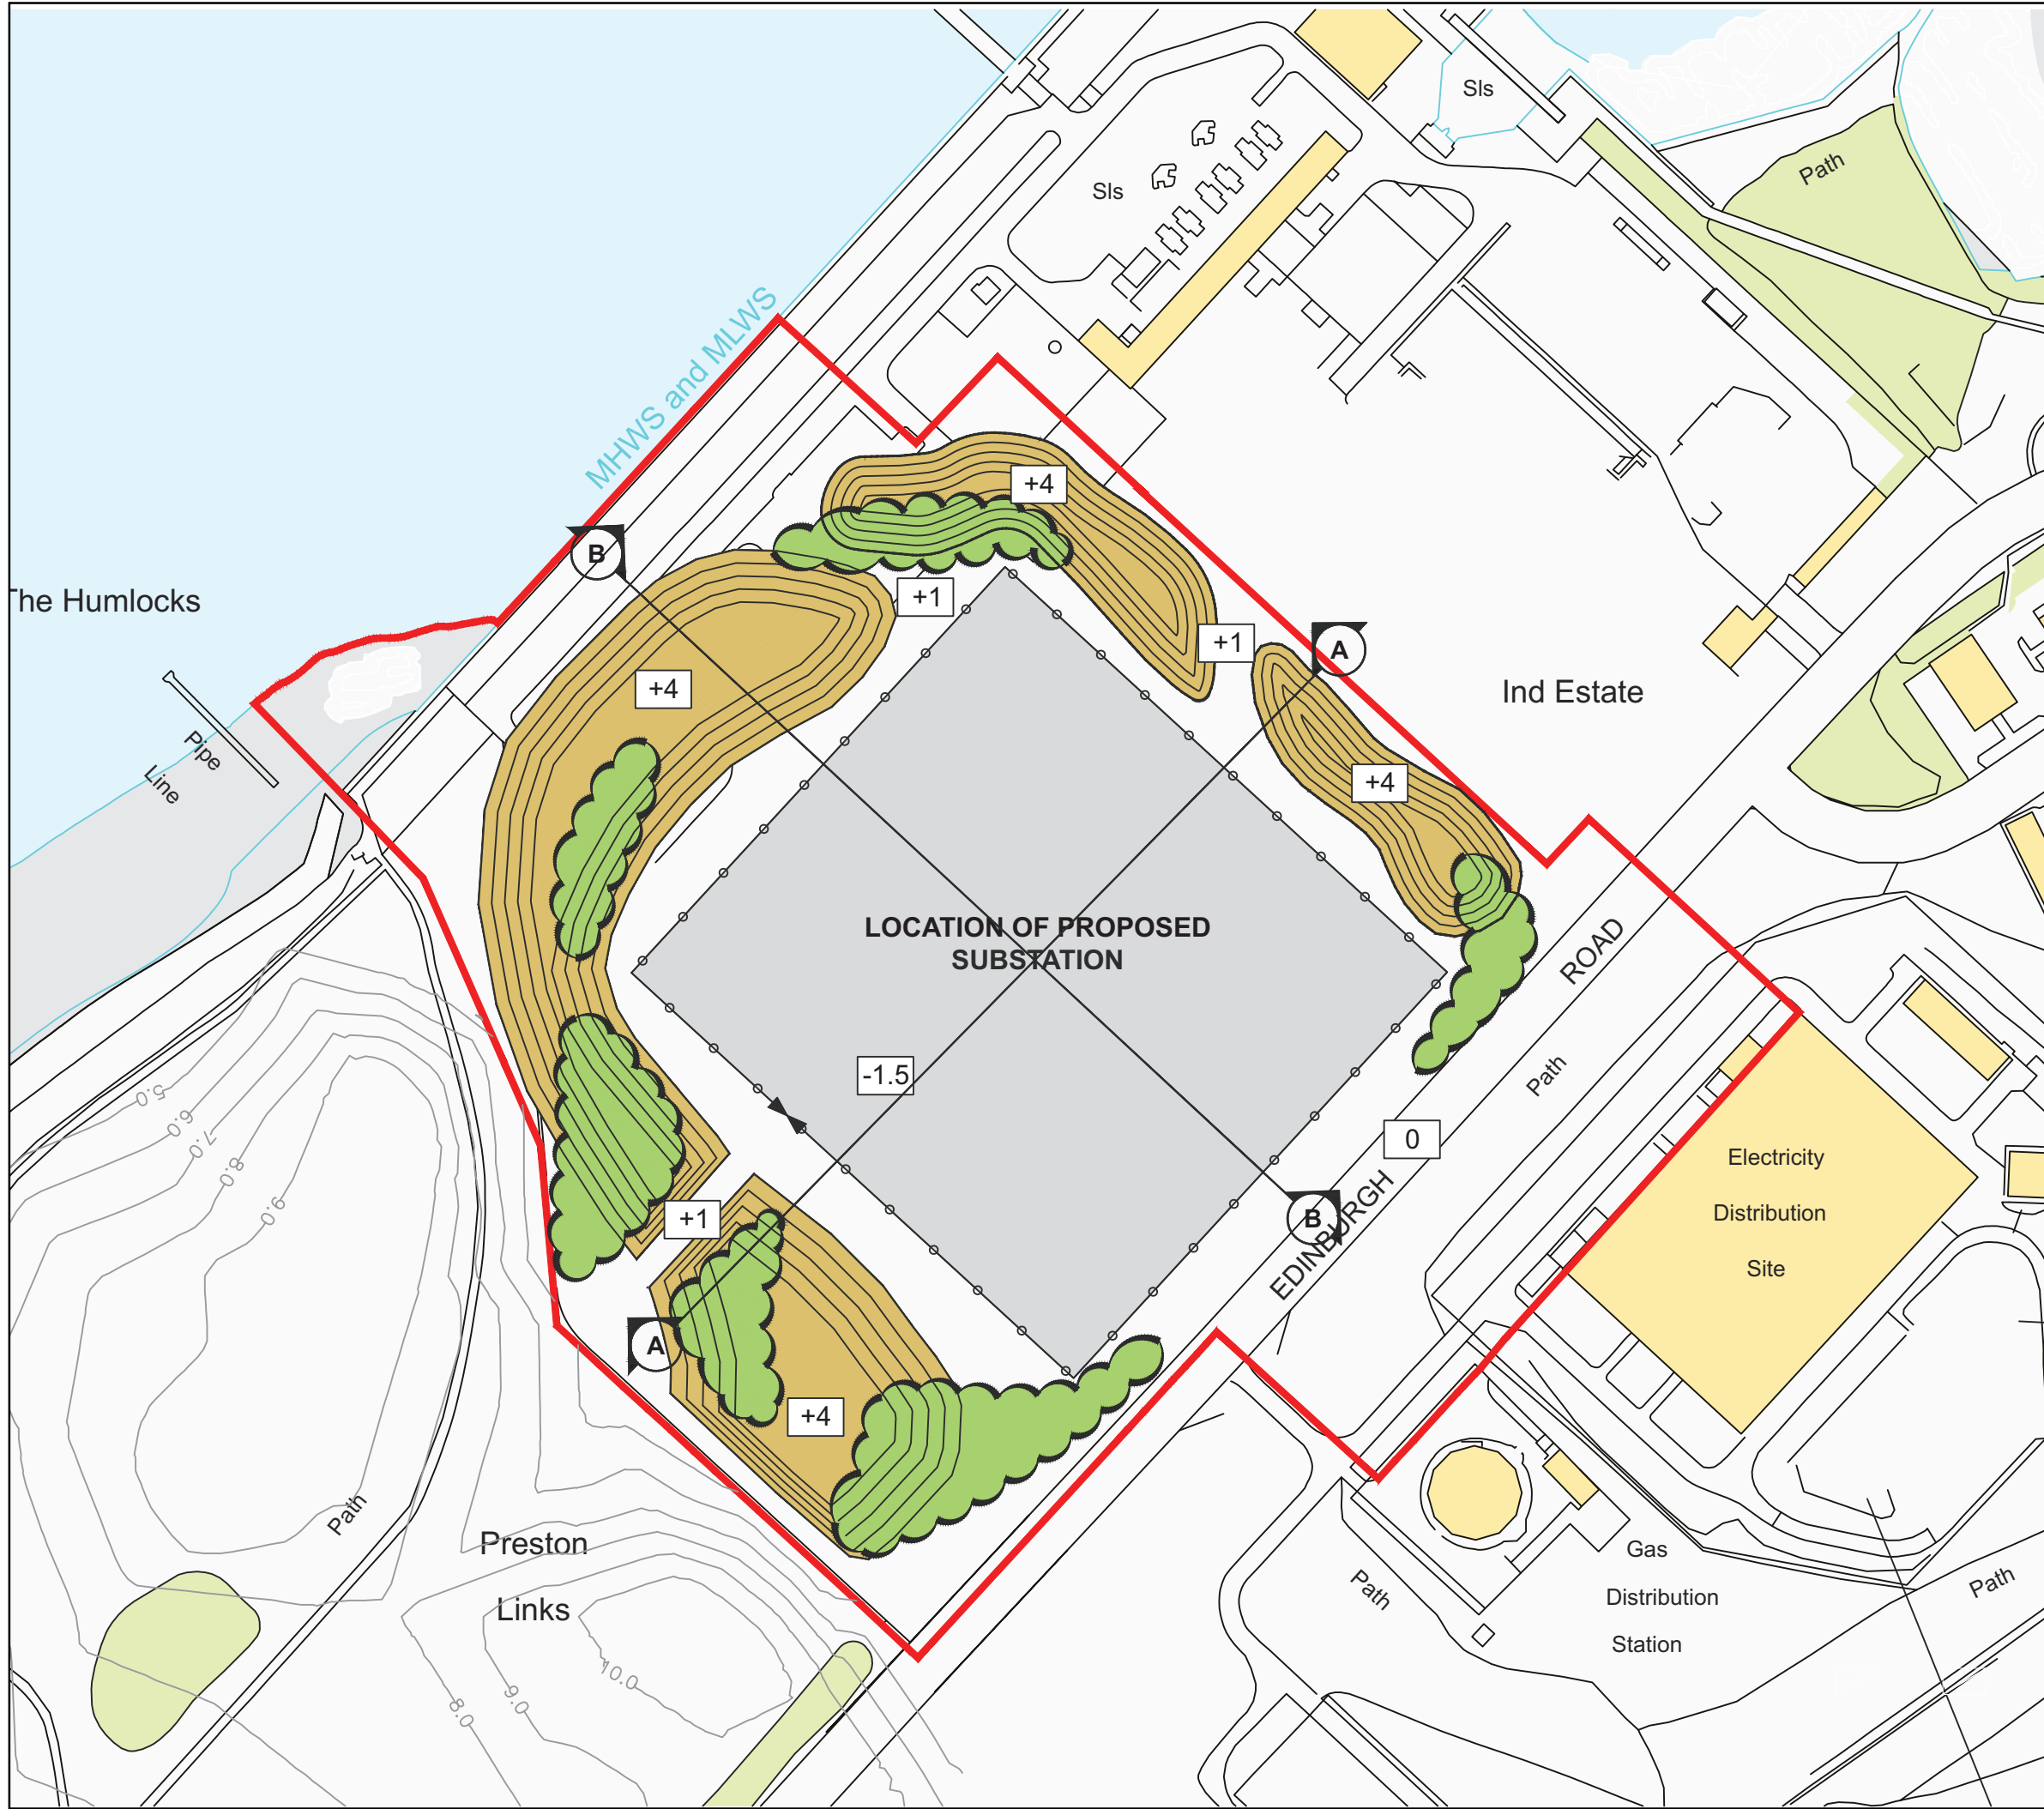 Sls
Path
Sls
MHWS and MLWS
+4
B
The Humlocks
+1
+1
A
+4
Ind Estate
Pipe
Line
+4
LOCATION OF PROPOSED
SUBSTATION
ROAD
-1.5
Path
5.0
6.0
7.0
8.0
9.0
0
Electricity
Distribution
Site
+1
B
EDINBURGH
A
+4
Path
Preston
Links
Gas
Distribution
Station
Path
Path
10.0
9.0
8.0